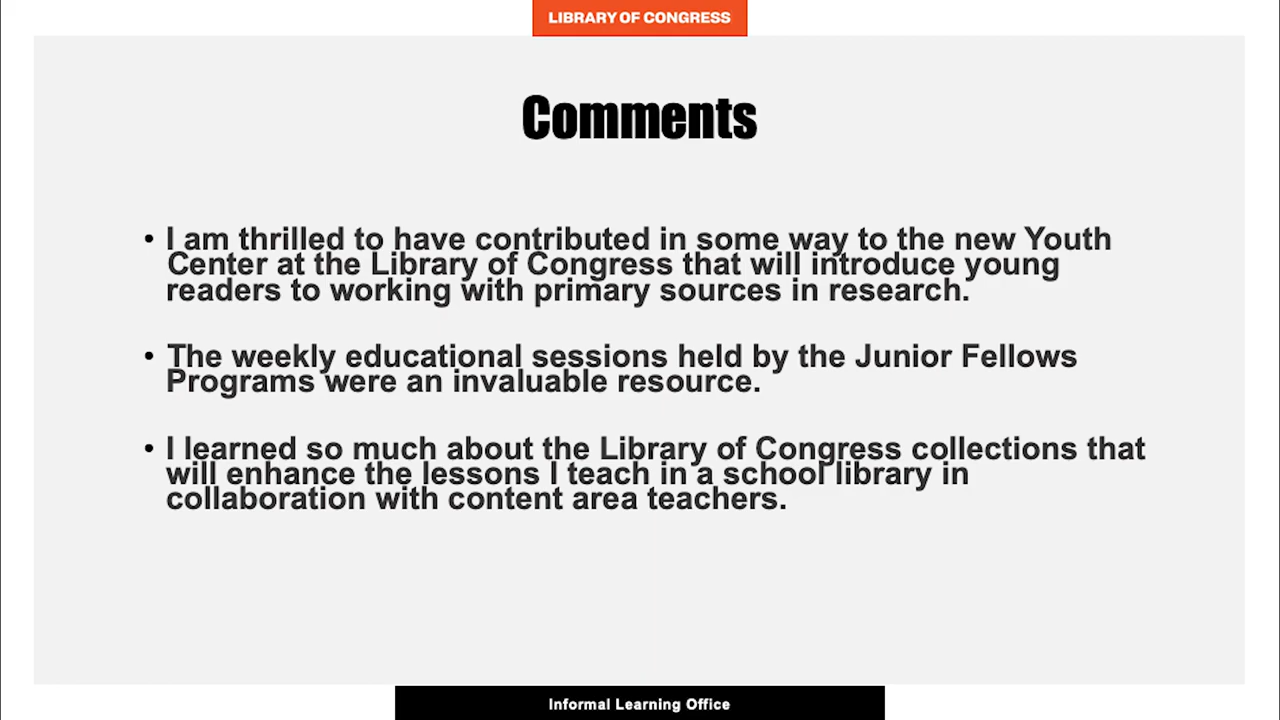 LIBRARY OF CONGRESS
Comments
• I am thrilled to have contributed in some way to the new Youth
Center at the Library of Congress that will introduce young
readers to working with primary sources in research.
• The weekly educational sessions held by the Junior Fellows
Programs were an invaluable resource.
• I learned so much about the Library of Congress collections that
will enhance the lessons I teach in a school library in
collaboration with content area teachers.
Informal Learning Office